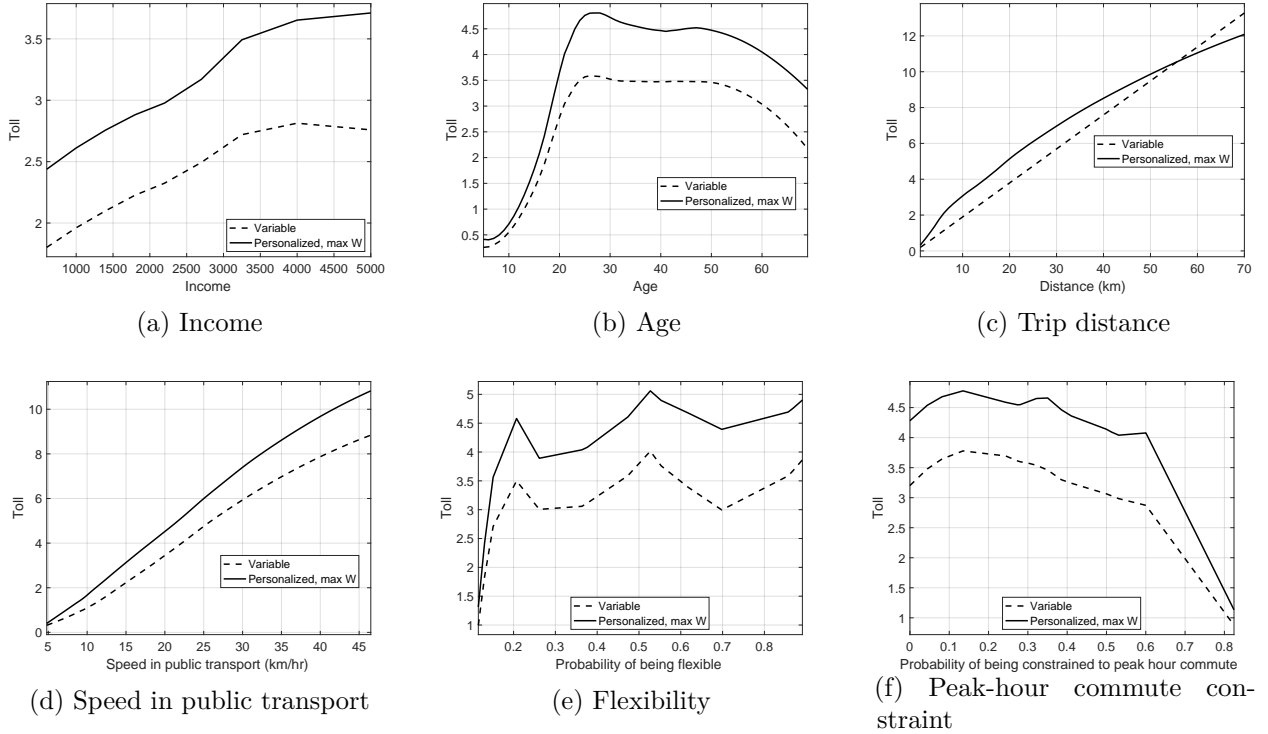 3.5
3
2.5
2
Toll
1000 1500 2000 2500 3000 3500 4000 4500 5000
Income
Variable
Personalized, max W
(a) Income
4.5
4
3.5
3
2.5
2
1.5
1
0.5
Toll
10 20 30 40 50 60
Age
Variable
Personalized, max W
(b) Age
12
10
8
6
4
2
0
Toll
10 20 30 40 50 60 70
Distance (km)
Variable
Personalized, max W
(c) Trip distance
10
8
6
4
2
0
Toll
5 10 15 20 25 30 35 40 45
Speed in public transport (km/hr)
Variable
Personalized, max W
(d) Speed in public transport
5
4.5
4
3.5
3
2.5
2
1.5
1
Toll
0.2 0.3 0.4 0.5 0.6 0.7 0.8
Probability of being flexible
Variable
Personalized, max W
(e) Flexibility
4.5
4
3.5
3
2.5
2
1.5
1
Toll
0 0.1 0.2 0.3 0.4 0.5 0.6 0.7 0.8
Probability of being constrained to peak hour commute
Variable
Personalized, max W
(f) Peak-hour commute con-
straint